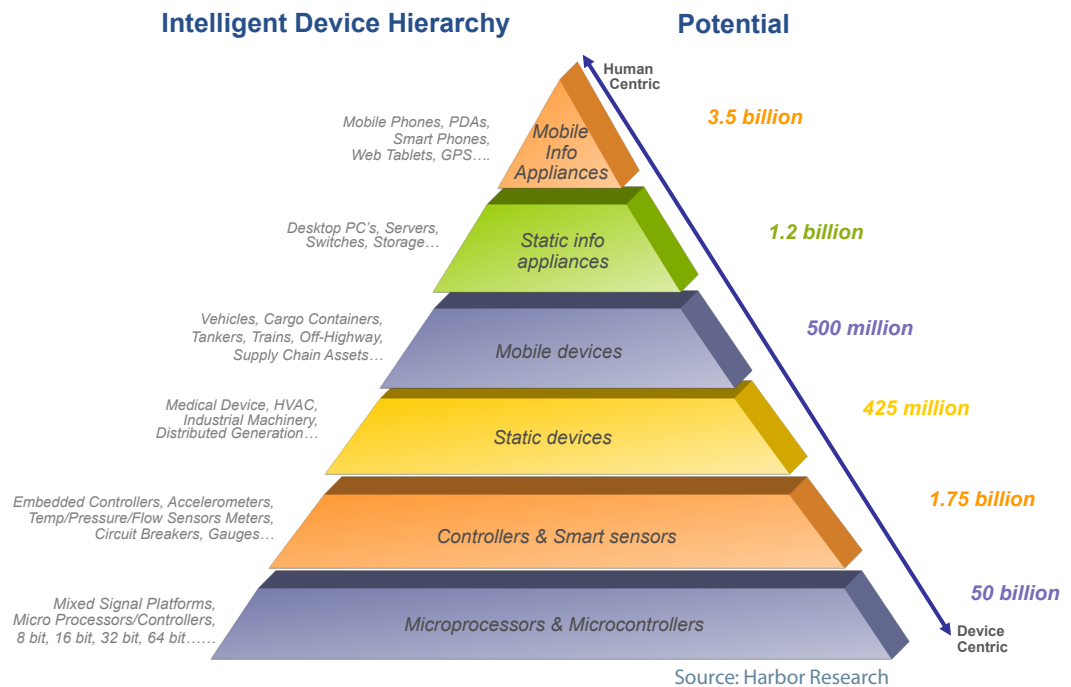 Intelligent Device Hierarchy
Potential
Human
Centric
Mobile Phones, PDAs,
Smart Phones,
Web Tablets, GPS….
Mobile
Info
Appliances
3.5 billion
Desktop PC's, Servers,
Switches, Storage…
Static info
appliances
1.2 billion
Vehicles, Cargo Containers,
Tankers, Trains, Off-Highway,
Supply Chain Assets…
Mobile devices
500 million
Medical Device, HVAC,
Industrial Machinery,
Distributed Generation…
Static devices
425 million
Embedded Controllers, Accelerometers,
Temp/Pressure/Flow Sensors Meters,
Circuit Breakers, Gauges…
Controllers & Smart sensors
1.75 billion
Mixed Signal Platforms,
Micro Processors/Controllers,
8 bit, 16 bit, 32 bit, 64 bit……
Microprocessors & Microcontrollers
50 billion
Device
Centric
Source: Harbor Research